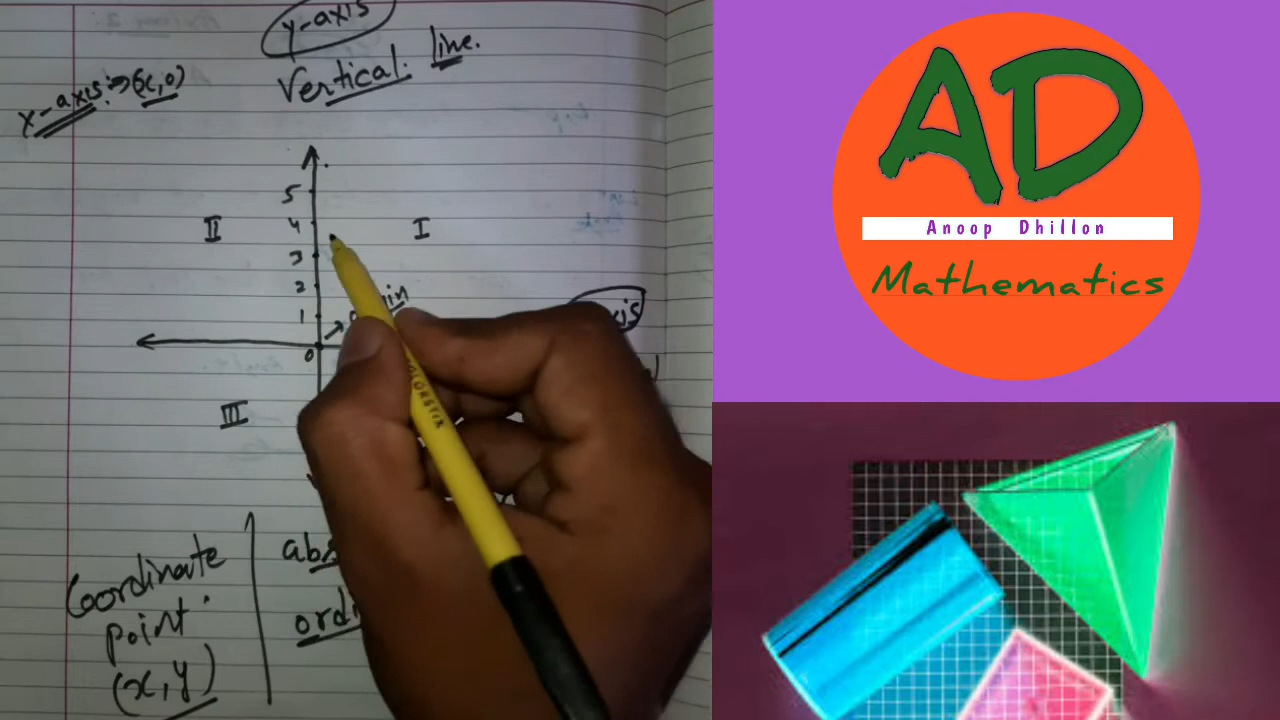 y-axis
Vertical line.
x-axis :⇒ (x,0)
5
4
3
2
1
0
II
I
III
Coordinate
point
(x,y)
AD
Anoop Dhillon
Mathematics
COLORSTIX